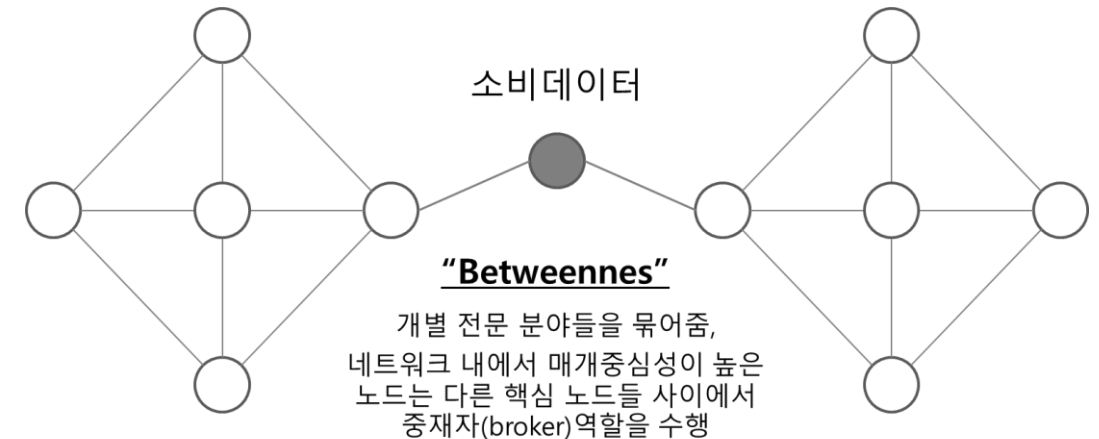 소비데이터
“Betweennes”
개별 전문 분야들을 묶어줌,
네트워크 내에서 매개중심성이 높은
노드는 다른 핵심 노드들 사이에서
중재자(broker)역할을 수행